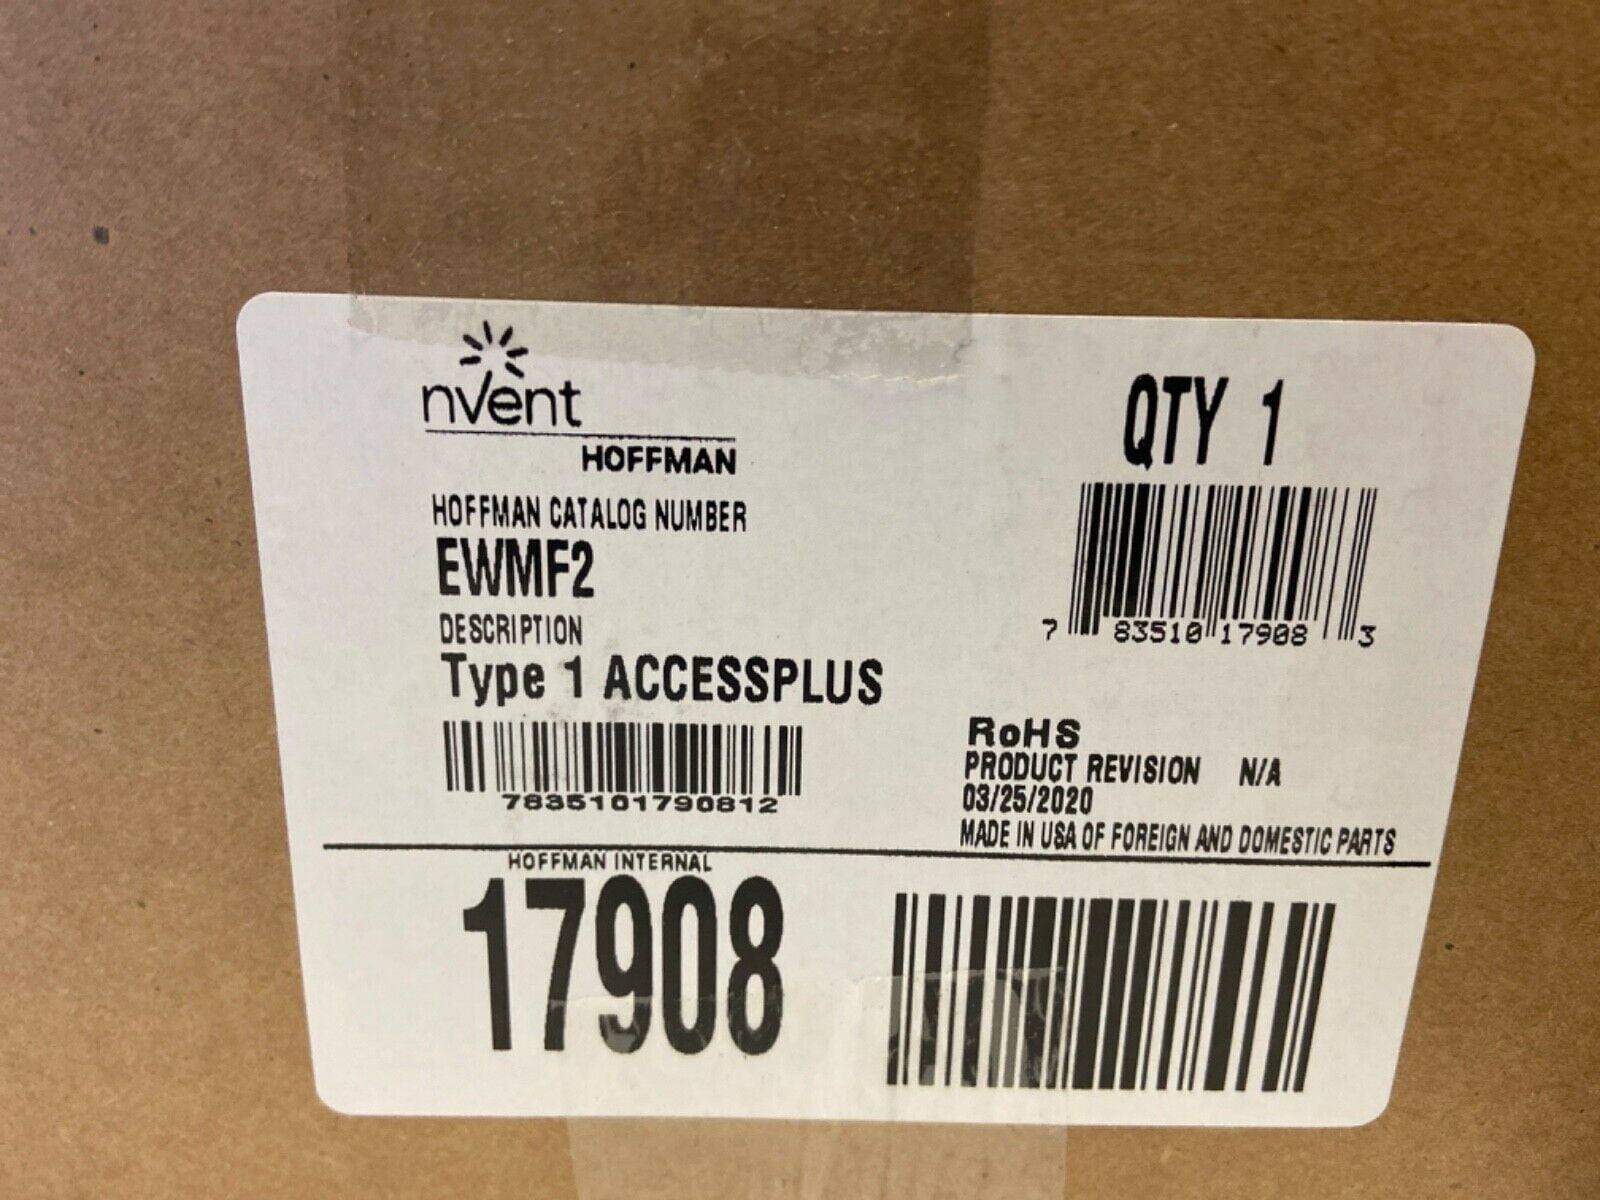 nVent
HOFFMAN
HOFFMAN CATALOG NUMBER
EWMF2
DESCRIPTION
Type 1 ACCESSPLUS
7835101790812
QTY 1
7 83510 17908 3
RoHS
PRODUCT REVISION N/A
03/25/2020
MADE IN USA OF FOREIGN AND DOMESTIC PARTS
HOFFMAN INTERNAL
17908